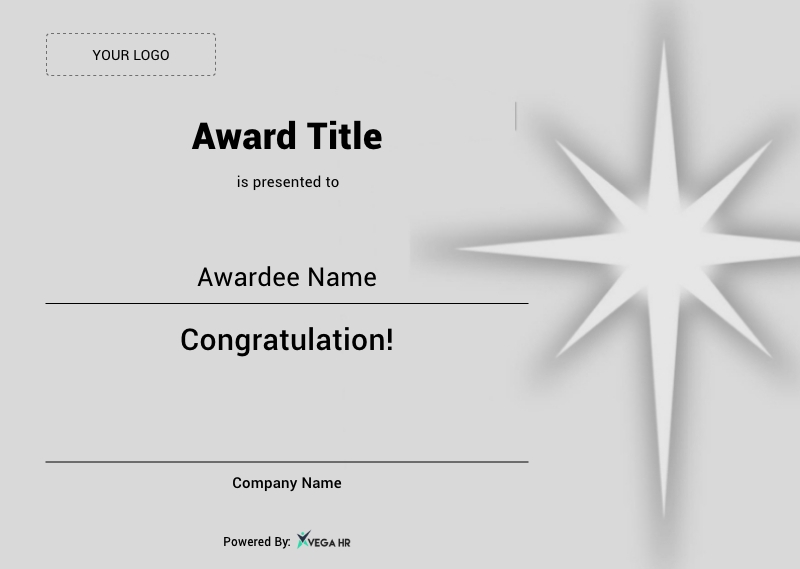 YOUR LOGO
Award Title
is presented to
Awardee Name
Congratulation!
Company Name
Powered By: VEGA HR